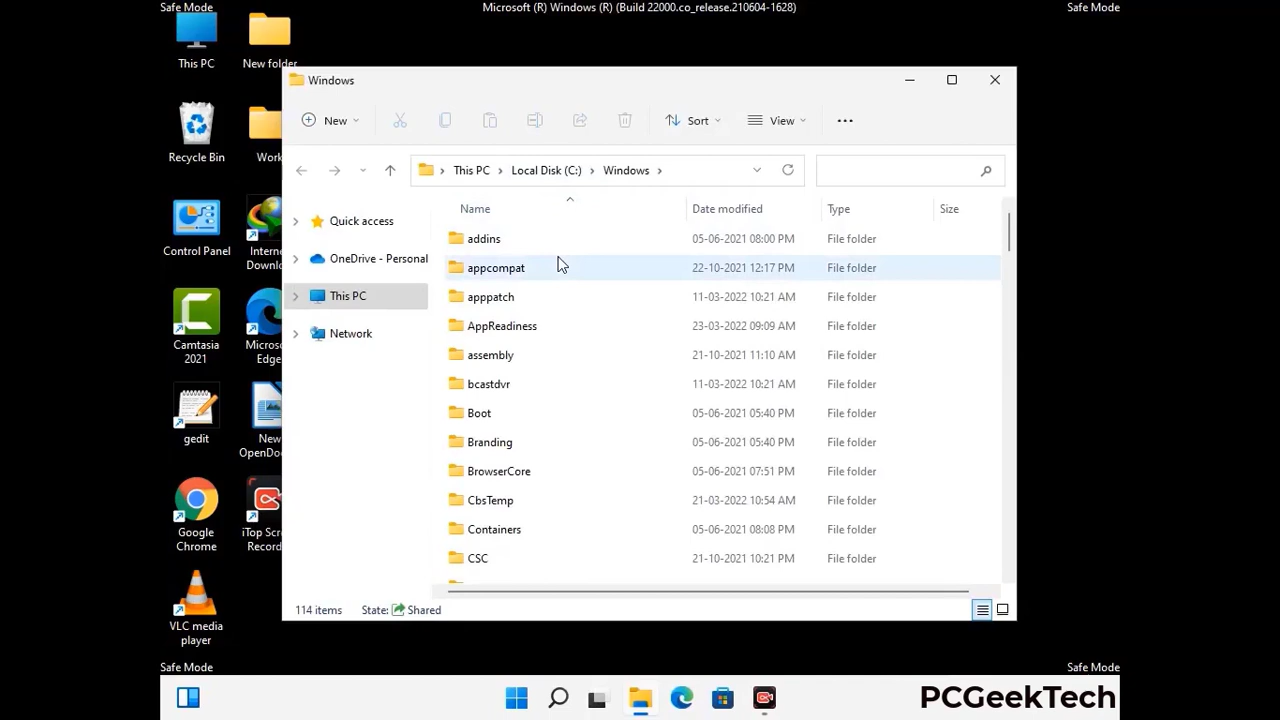 Safe Mode
Microsoft (R) Windows (R) (Build 22000.co_release.210604-1628)
Safe Mode
This PC
New folder
Recycle Bin
Work
Control Panel
Internet
Downlo
Camtasia
2021
Micros
Edge
gedit
New
OpenDo
Google
Chrome
iTop Scr
Record
VLC media
player
Windows
New
Sort
View
This PC
Local Disk (C:)
Windows
Quick access
OneDrive - Personal
This PC
Network
Name Date modified Type Size
addins 05-06-2021 08:00 PM File folder
appcompat 22-10-2021 12:17 PM File folder
apppatch 11-03-2022 10:21 AM File folder
AppReadiness 23-03-2022 09:09 AM File folder
assembly 21-10-2021 11:10 AM File folder
bcastdvr 11-03-2022 10:21 AM File folder
Boot 05-06-2021 05:40 PM File folder
Branding 05-06-2021 05:40 PM File folder
BrowserCore 05-06-2021 07:51 PM File folder
CbsTemp 21-03-2022 10:54 AM File folder
Containers 05-06-2021 08:08 PM File folder
CSC 21-10-2021 10:21 PM File folder
114 items State: Shared
Safe Mode
Safe Mode
PCGeekTech